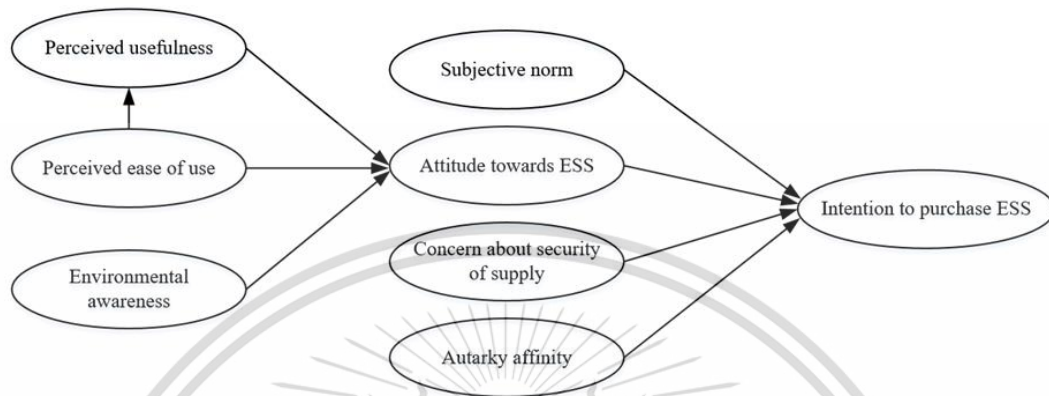 Perceived usefulness
Perceived ease of use
Environmental
awareness
Subjective norm
Attitude towards ESS
Concern about security
of supply
Autarky affinity
Intention to purchase ESS